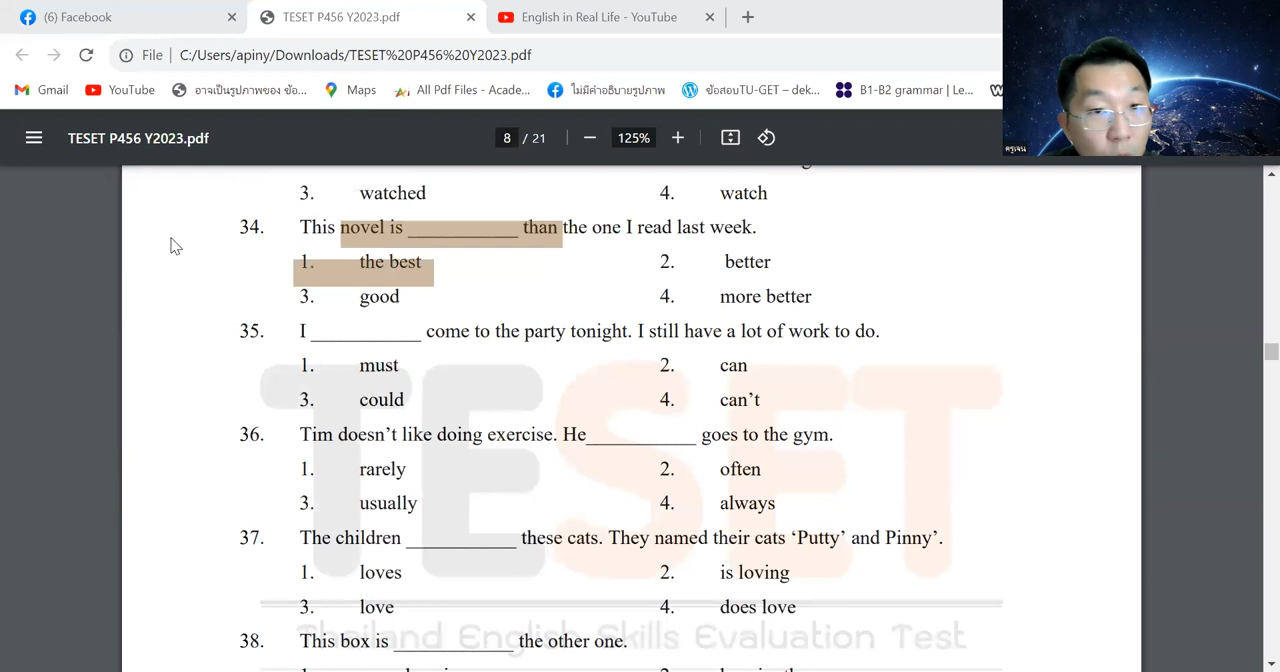 (6) Facebook
TESET P456 Y2023.pdf
English in Real Life - YouTube
File
C:/Users/apiny/Downloads/TESET%20P456%20Y2023.pdf
Gmail
YouTube
อาจเป็นรูปภาพของ ข้อ...
Maps
All Pdf Files - Acade...
ไม่มีคำอธิบายรูปภาพ
ข้อสอบTU-GET – dek...
B1-B2 grammar | Le...
TESET P456 Y2023.pdf
8 / 21
125%
ครูเจน
3. watched 4. watch
34. This novel is ___________ than the one I read last week.
1. the best 2. better
3. good 4. more better
35. I ___________ come to the party tonight. I still have a lot of work to do.
1. must 2. can
3. could 4. can't
36. Tim doesn't like doing exercise. He___________ goes to the gym.
1. rarely 2. often
3. usually 4. always
37. The children ___________ these cats. They named their cats ‘Putty’ and Pinny’.
1. loves 2. is loving
3. love 4. does love
TESET
Thailand English Skills Evaluation Test
38. This box is ____________ the other one.